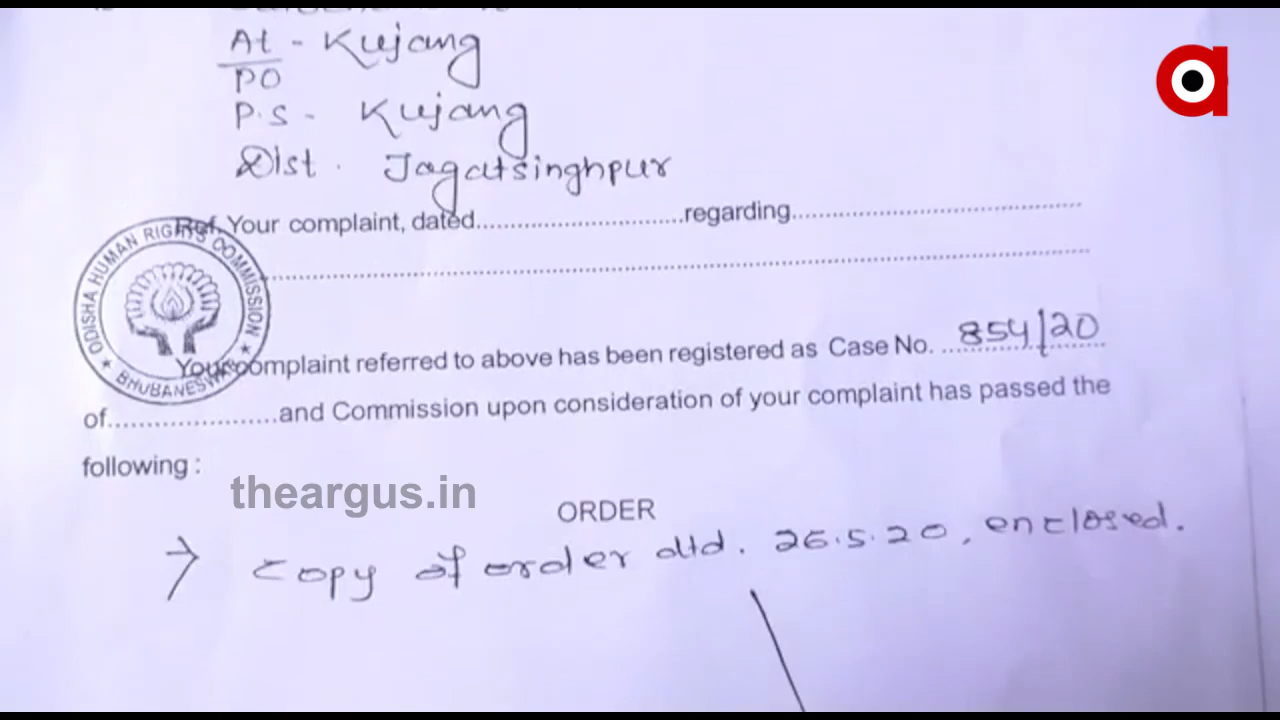 At - Kujang
PO
P.S - Kujang
Dist. Jagatsinghpur
Ref. Your complaint, dated..............................regarding..........................................
..........................................................................................................................
ODISHA HUMAN RIGHTS COMMISSION
★ BHUBANESWAR ★
Your complaint referred to above has been registered as Case No. 854/20
of.....................and Commission upon consideration of your complaint has passed the
following :
theargus.in
ORDER
→ Copy of order dtd. 26.5.20, enclosed.